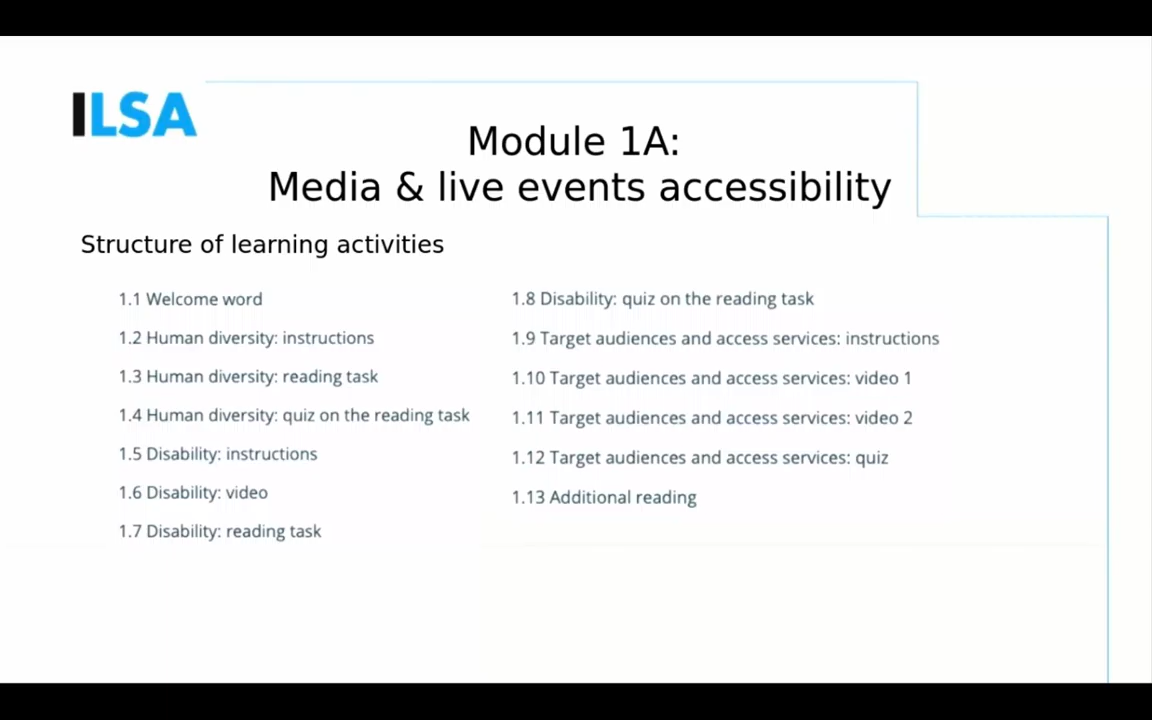 ILSA
Module 1A:
Media & live events accessibility
Structure of learning activities
1.1 Welcome word
1.2 Human diversity: instructions
1.3 Human diversity: reading task
1.4 Human diversity: quiz on the reading task
1.5 Disability: instructions
1.6 Disability: video
1.7 Disability: reading task
1.8 Disability: quiz on the reading task
1.9 Target audiences and access services: instructions
1.10 Target audiences and access services: video 1
1.11 Target audiences and access services: video 2
1.12 Target audiences and access services: quiz
1.13 Additional reading